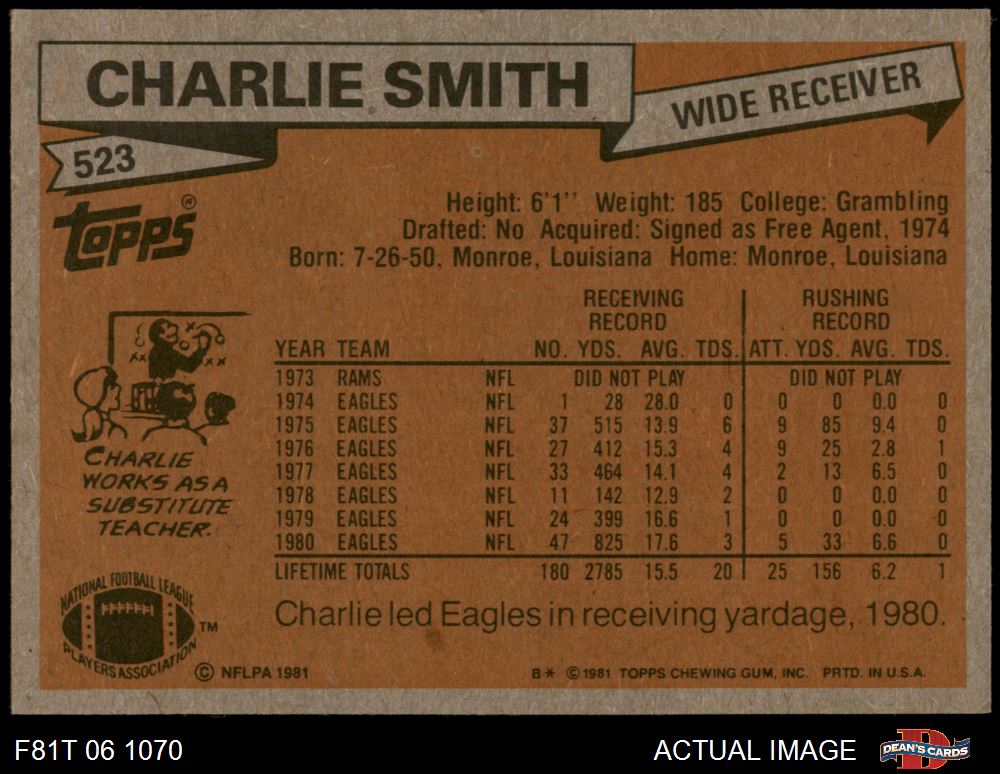 CHARLIE SMITH
WIDE RECEIVER
523
Topps®
Height: 6'1'' Weight: 185 College: Grambling
Drafted: No Acquired: Signed as Free Agent, 1974
Born: 7-26-50, Monroe, Louisiana Home: Monroe, Louisiana
RECEIVING RUSHING
RECORD RECORD
YEAR TEAM NO. YDS. AVG. TDS. ATT. YDS. AVG. TDS.
1973 RAMS NFL DID NOT PLAY DID NOT PLAY
1974 EAGLES NFL 1 28 28.0 0 0 0 0.0 0
1975 EAGLES NFL 37 515 13.9 6 9 85 9.4 0
1976 EAGLES NFL 27 412 15.3 4 9 25 2.8 1
1977 EAGLES NFL 33 464 14.1 4 2 13 6.5 0
1978 EAGLES NFL 11 142 12.9 2 0 0 0.0 0
1979 EAGLES NFL 24 399 16.6 1 0 0 0.0 0
1980 EAGLES NFL 47 825 17.6 3 5 33 6.6 0
LIFETIME TOTALS 180 2785 15.5 20 25 156 6.2 1
CHARLIE
WORKS AS A
SUBSTITUTE
TEACHER.
Charlie led Eagles in receiving yardage, 1980.
NATIONAL FOOTBALL LEAGUE
PLAYERS ASSOCIATION
TM
© NFLPA 1981
B* © 1981 TOPPS CHEWING GUM, INC. PRTD. IN U.S.A.
F81T 06 1070
ACTUAL IMAGE
DEAN'S CARDS